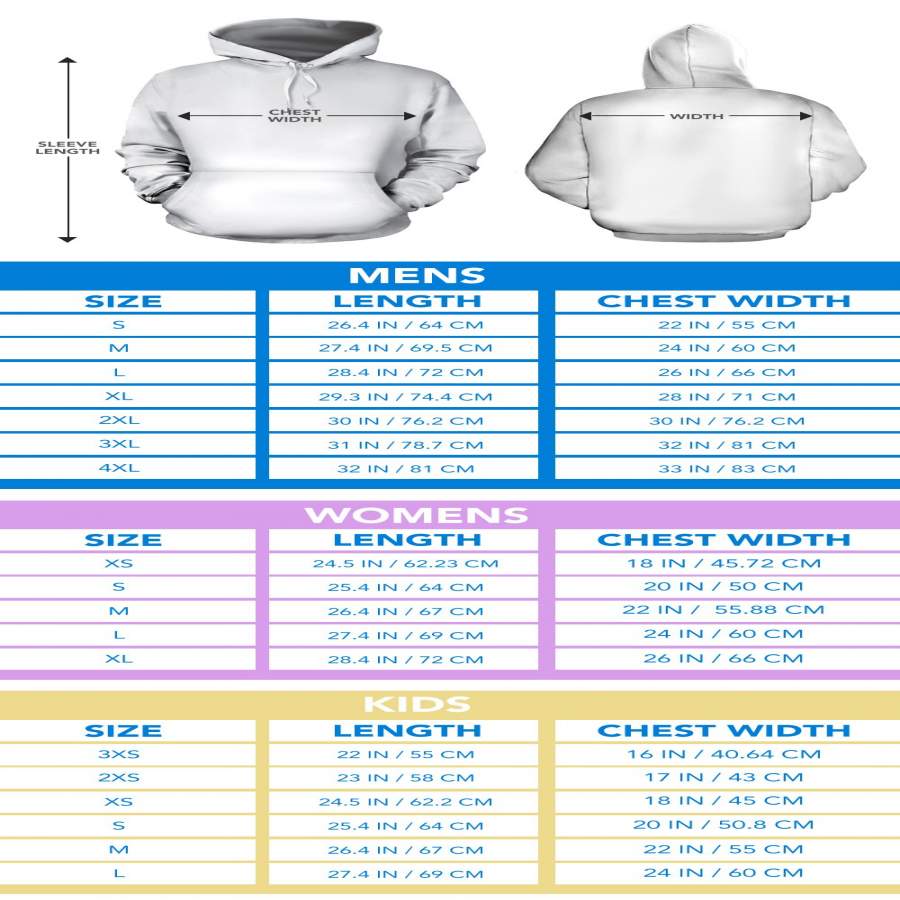 SLEEVE
LENGTH
CHEST
WIDTH
WIDTH
MENS
SIZE LENGTH CHEST WIDTH
S 26.4 IN / 64 CM 22 IN / 55 CM
M 27.4 IN / 69.5 CM 24 IN / 60 CM
L 28.4 IN / 72 CM 26 IN / 66 CM
XL 29.3 IN / 74.4 CM 28 IN / 71 CM
2XL 30 IN / 76.2 CM 30 IN / 76.2 CM
3XL 31 IN / 78.7 CM 32 IN / 81 CM
4XL 32 IN / 81 CM 33 IN / 83 CM
WOMENS
SIZE LENGTH CHEST WIDTH
XS 24.5 IN / 62.23 CM 18 IN / 45.72 CM
S 25.4 IN / 64 CM 20 IN / 50 CM
M 26.4 IN / 67 CM 22 IN / 55.88 CM
L 27.4 IN / 69 CM 24 IN / 60 CM
XL 28.4 IN / 72 CM 26 IN / 66 CM
KIDS
SIZE LENGTH CHEST WIDTH
3XS 22 IN / 55 CM 16 IN / 40.64 CM
2XS 23 IN / 58 CM 17 IN / 43 CM
XS 24.5 IN / 62.2 CM 18 IN / 45 CM
S 25.4 IN / 64 CM 20 IN / 50.8 CM
M 26.4 IN / 67 CM 22 IN / 55 CM
L 27.4 IN / 69 CM 24 IN / 60 CM